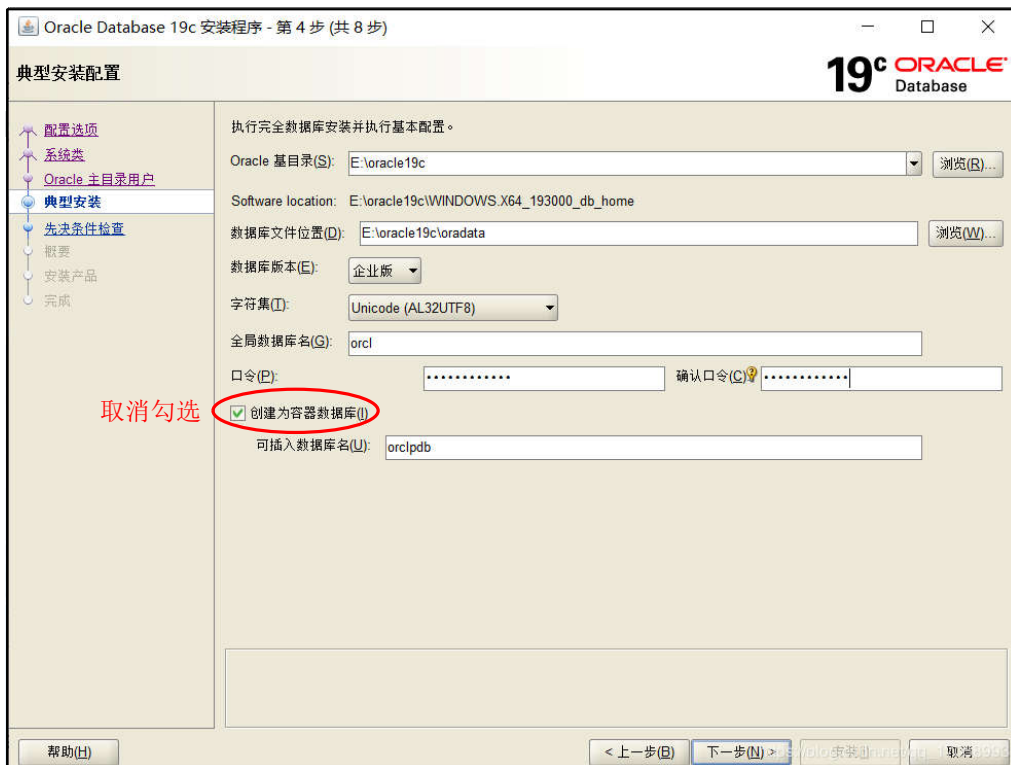 Oracle Database 19c 安装程序 - 第 4 步 (共 8 步)
典型安装配置
19c ORACLE Database
配置选项
系统类
Oracle 主目录用户
典型安装
先决条件检查
概要
安装产品
完成
执行完全数据库安装并执行基本配置。
Oracle 基目录(S): E:\oracle19c 浏览(R)...
Software location: E:\oracle19c\WINDOWS.X64_193000_db_home
数据库文件位置(D): E:\oracle19c\oradata 浏览(W)...
数据库版本(E): 企业版
字符集(T): Unicode (AL32UTF8)
全局数据库名(G): orcl
口令(P): •••••••••••• 确认口令(C) ••••••••••••
取消勾选 创建为容器数据库(I)
可插入数据库名(U): orclpdb
帮助(H) < 上一步(B) 下一步(N) > 安装(I) 取消